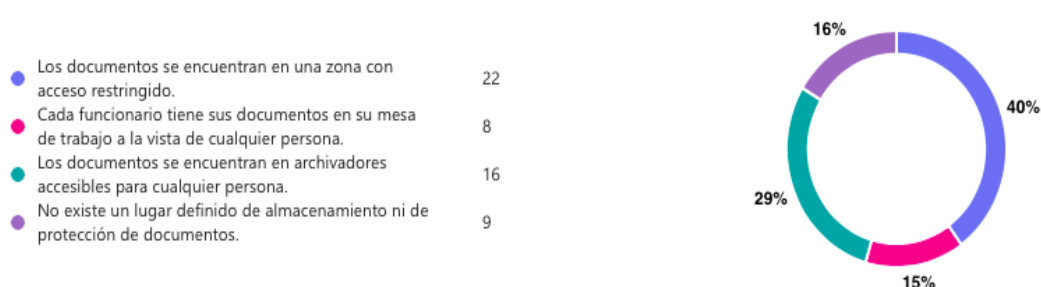 Los documentos se encuentran en una zona con
acceso restringido.
22
Cada funcionario tiene sus documentos en su mesa
de trabajo a la vista de cualquier persona.
8
Los documentos se encuentran en archivadores
accesibles para cualquier persona.
16
No existe un lugar definido de almacenamiento ni de
protección de documentos.
9
16%
40%
29%
15%